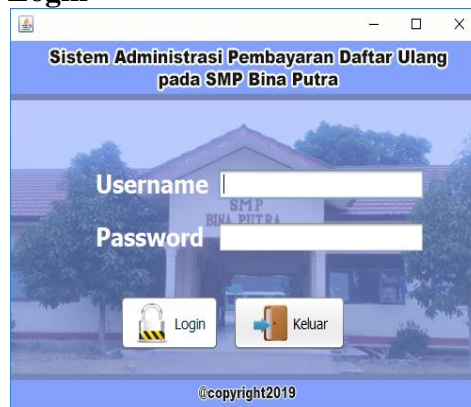 Login
Sistem Administrasi Pembayaran Daftar Ulang
pada SMP Bina Putra
Username
SMP
BINA PUTRA
Password
Login
Keluar
@copyright2019